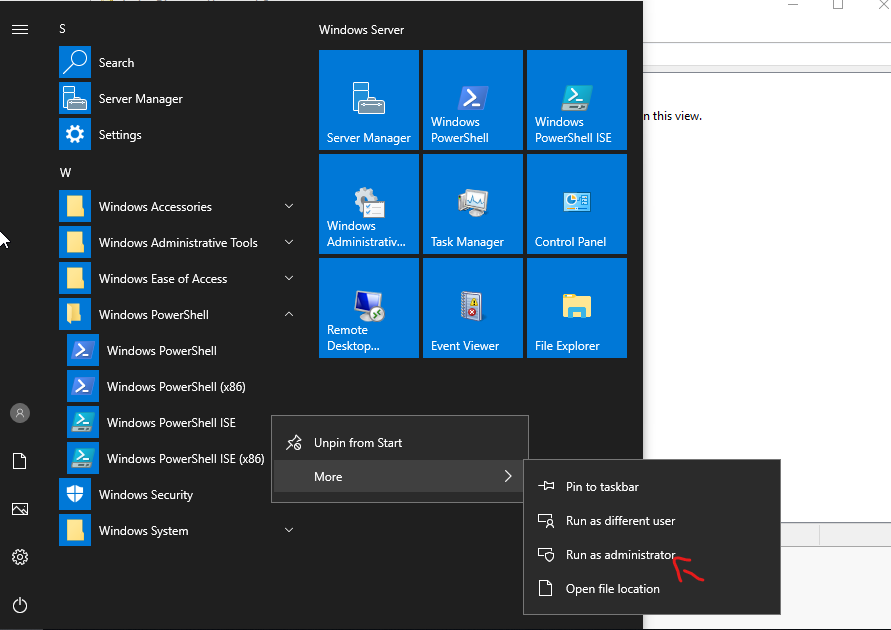 S
Search
Server Manager
Settings
W
Windows Accessories
Windows Administrative Tools
Windows Ease of Access
Windows PowerShell
Windows PowerShell
Windows PowerShell (x86)
Windows PowerShell ISE
Windows PowerShell ISE (x86)
Windows Security
Windows System
Windows Server
Server Manager
Windows
PowerShell
Windows
PowerShell ISE
Windows
Administrativ...
Task Manager
Control Panel
Remote
Desktop...
Event Viewer
File Explorer
n this view.
Unpin from Start
More
Pin to taskbar
Run as different user
Run as administrator
Open file location